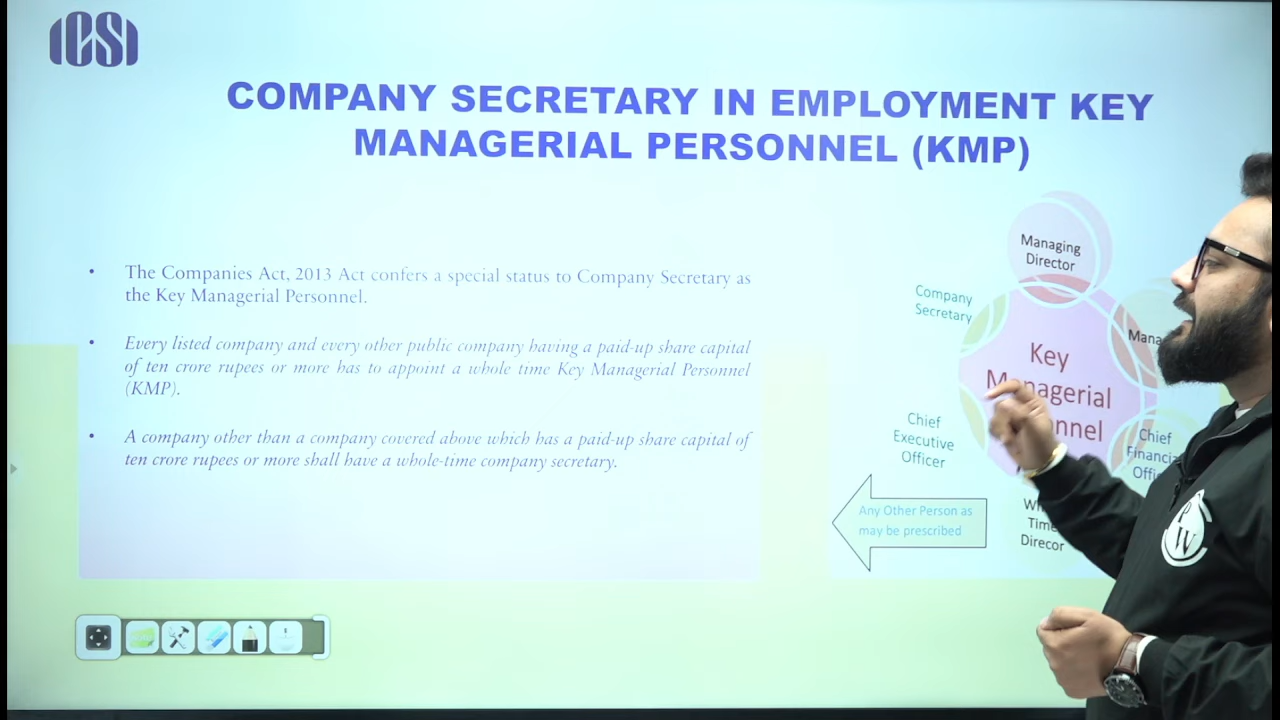 ICSI
COMPANY SECRETARY IN EMPLOYMENT KEY
MANAGERIAL PERSONNEL (KMP)
• The Companies Act, 2013 Act confers a special status to Company Secretary as
the Key Managerial Personnel.
• Every listed company and every other public company having a paid-up share capital
of ten crore rupees or more has to appoint a whole time Key Managerial Personnel
(KMP).
• A company other than a company covered above which has a paid-up share capital of
ten crore rupees or more shall have a whole-time company secretary.
Managing
Director
Company
Secretary
Key
Managerial
Chief
Executive
Officer
Chief
Time
Direcor
Any Other Person as
may be prescribed
PW